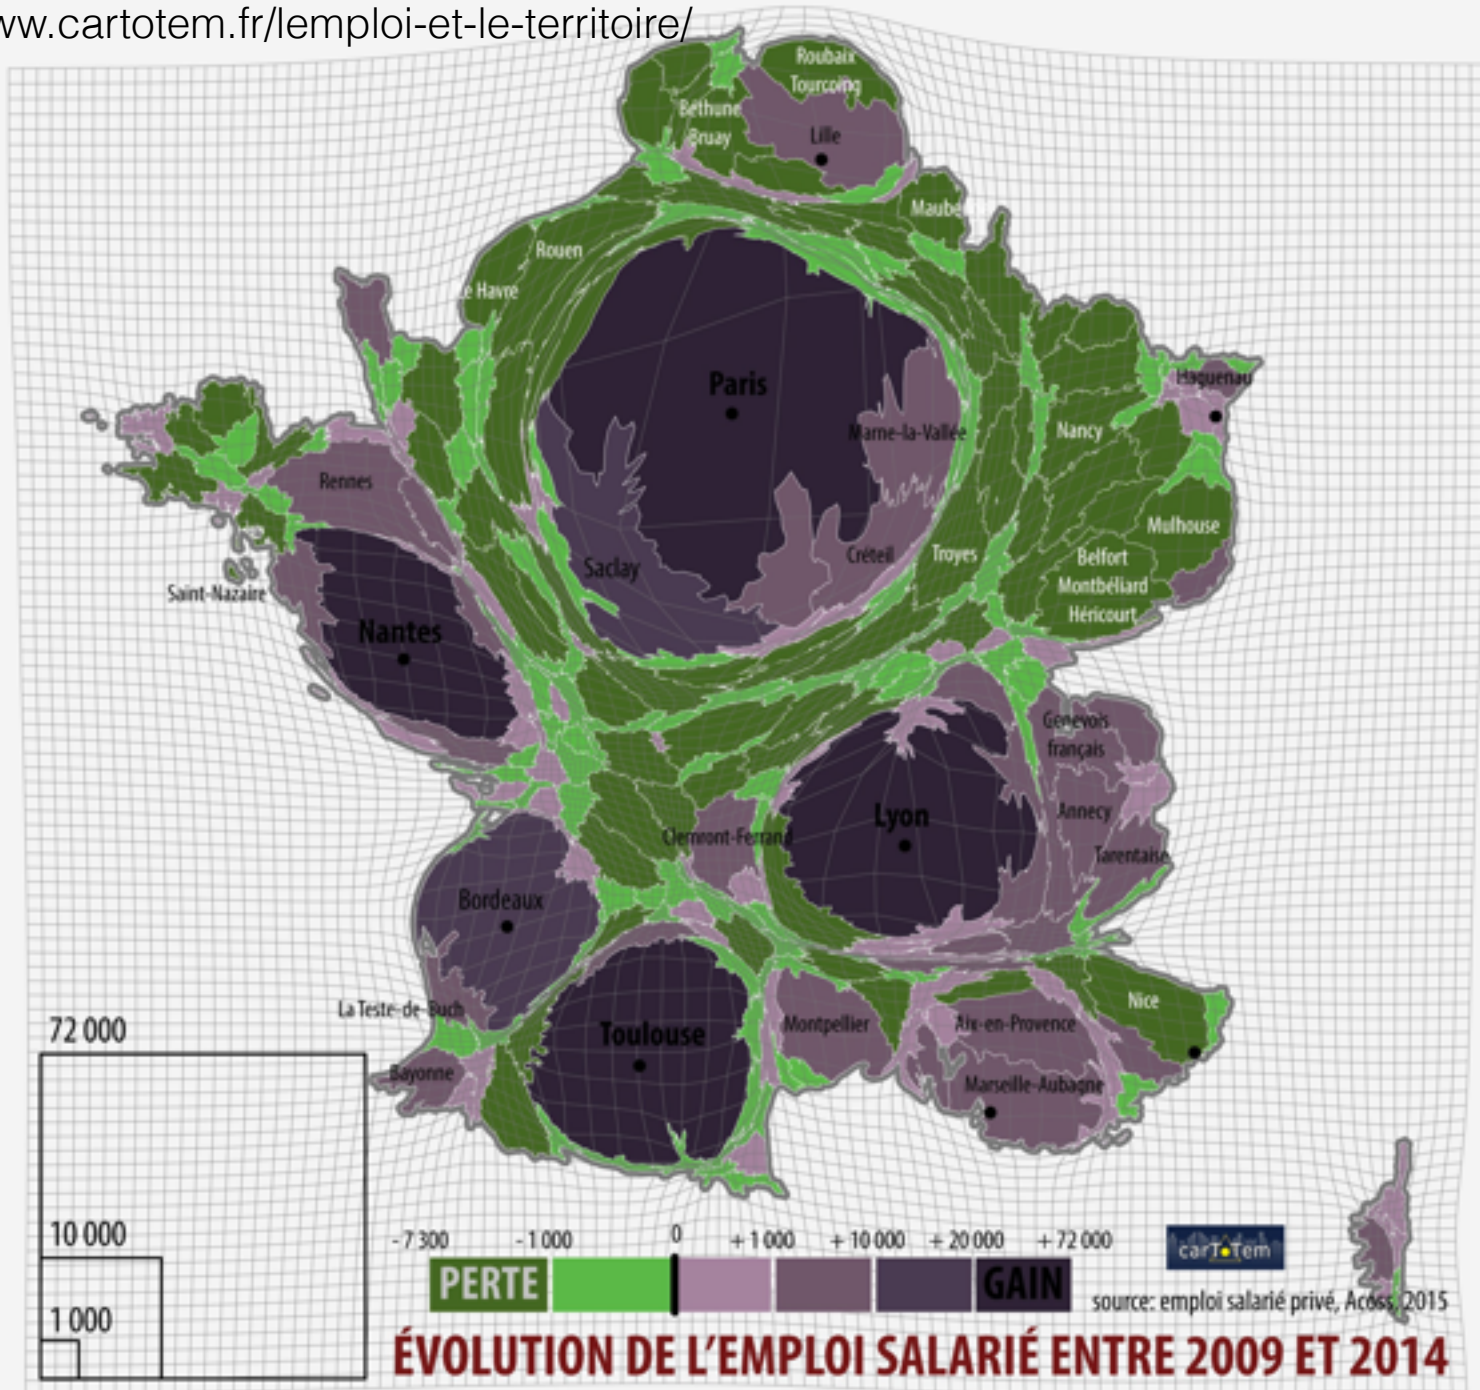 ww.cartotem.fr/lemploi-et-le-territoire/
Roubaix
Tourcoing
Béthune
Bruay
Lille
Maube
Rouen
Le Havre
Paris
Haguenau
Marne-la-Vallée
Nancy
Rennes
Mulhouse
Saclay
Créteil
Troyes
Belfort
Montbéliard
Héricourt
Saint-Nazaire
Nantes
Genevois
français
Annecy
Lyon
Clermont-Ferrand
Tarentaise
Bordeaux
La Teste-de-Buch
Nice
Toulouse
Montpellier
Aix-en-Provence
Bayonne
Marseille-Aubagne
72 000
10 000
1 000
-7 300 -1 000 0 +1 000 +10 000 +20 000 +72 000
PERTE GAIN
carToTem
source: emploi salarié privé, Acoss, 2015
ÉVOLUTION DE L'EMPLOI SALARIÉ ENTRE 2009 ET 2014